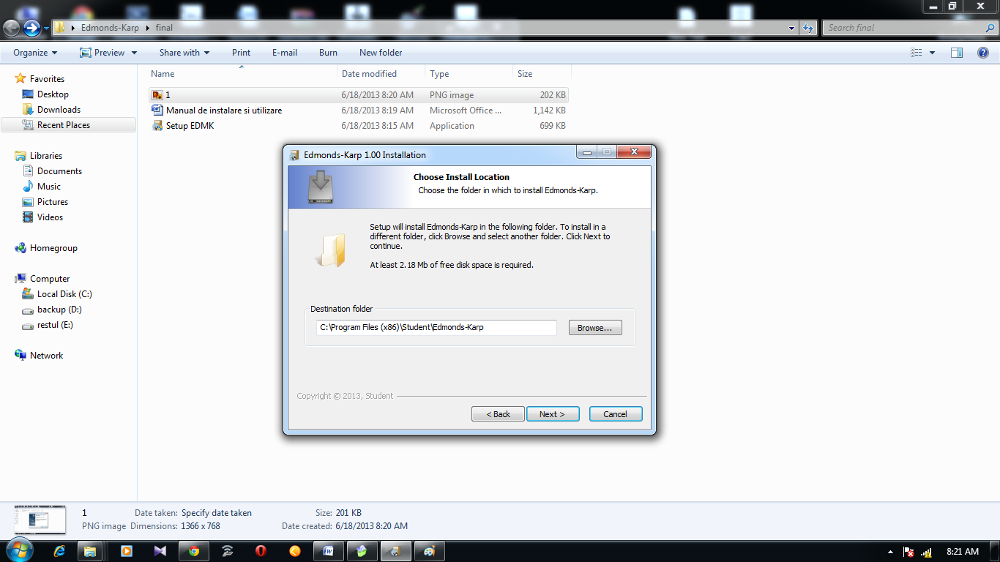 Edmonds-Karp final
Search final
Organize Preview Share with Print E-mail Burn New folder
Name Date modified Type Size
1 6/18/2013 8:20 AM PNG image 202 KB
Manual de instalare si utilizare 6/18/2013 8:19 AM Microsoft Office ... 1,142 KB
Setup EDMK 6/18/2013 8:15 AM Application 699 KB
Favorites
Desktop
Downloads
Recent Places
Libraries
Documents
Music
Pictures
Videos
Homegroup
Computer
Local Disk (C:)
backup (D:)
restul (E:)
Network
Edmonds-Karp 1.00 Installation
Choose Install Location
Choose the folder in which to install Edmonds-Karp.
Setup will install Edmonds-Karp in the following folder. To install in a
different folder, click Browse and select another folder. Click Next to
continue.
At least 2.18 Mb of free disk space is required.
Destination folder
C:\Program Files (x86)\Student\Edmonds-Karp
Browse...
Copyright © 2013, Student
< Back Next > Cancel
1 Date taken: Specify date taken Size: 201 KB
PNG image Dimensions: 1366 x 768 Date created: 6/18/2013 8:20 AM
8:21 AM